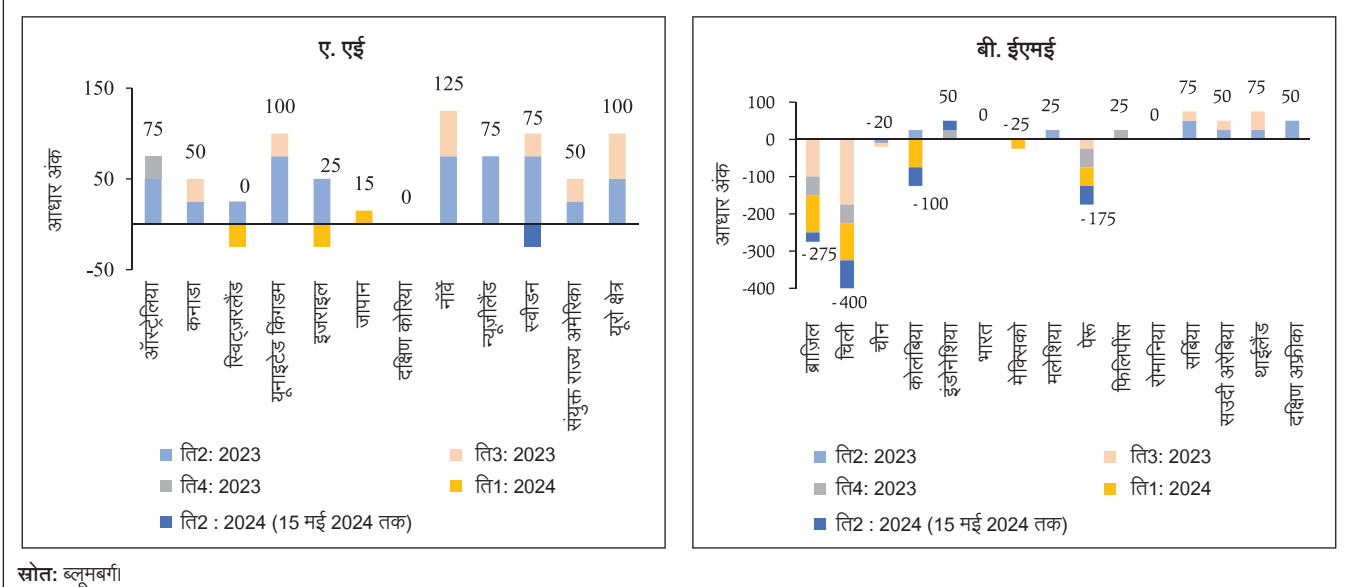 ए. एई
आधार अंक
150
50
-50
75
50
0
100
25
15
0
125
75
75
50
100
ऑस्ट्रेलिया
कनाडा
स्विट्ज़रलैंड
यूनाइटेड किंगडम
इजराइल
जापान
दक्षिण कोरिया
नॉर्वे
न्यूज़ीलैंड
स्वीडन
संयुक्त राज्य अमेरिका
यूरो क्षेत्र
ति2: 2023
ति3: 2023
ति4: 2023
ति1: 2024
ति2 : 2024 (15 मई 2024 तक)
बी. ईएमई
आधार अंक
100
0
-100
-200
-300
-400
-275
-400
-20
-100
50
0
-25
25
-175
25
0
75
50
75
50
ब्राज़िल
चिली
चीन
कोलंबिया
इंडोनेशिया
भारत
मेक्सिको
मलेशिया
पेरू
फिलिपींस
रोमानिया
सर्बिया
सउदी अरेबिया
थाईलैंड
दक्षिण अफ़्रीका
ति2: 2023
ति3: 2023
ति4: 2023
ति1: 2024
ति2 : 2024 (15 मई 2024 तक)
स्रोत: ब्लूमबर्ग।